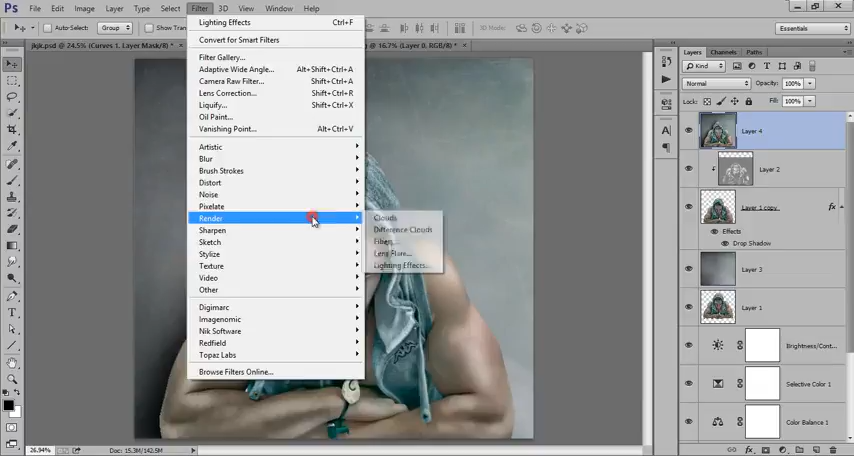 Ps File Edit Image Layer Type Select Filter 3D View Window Help
Auto-Select: Group Show Tran
Essentials
jkjk.psd @ 24.5% (Curves 1, Layer Mask/8) * @ 16.7% (Layer 0, RGB/8) *
Lighting Effects Ctrl+F
Convert for Smart Filters
Filter Gallery...
Adaptive Wide Angle... Alt+Shift+Ctrl+A
Camera Raw Filter... Shift+Ctrl+A
Lens Correction... Shift+Ctrl+R
Liquify... Shift+Ctrl+X
Oil Paint...
Vanishing Point... Alt+Ctrl+V
Artistic
Blur
Brush Strokes
Distort
Noise
Pixelate
Render
Sharpen
Sketch
Stylize
Texture
Video
Other
Digimarc
Imagenomic
Nik Software
Redfield
Topaz Labs
Browse Filters Online...
Clouds
Difference Clouds
Fibers...
Lens Flare...
Lighting Effects...
Layers Channels Paths
Kind
Normal Opacity: 100%
Lock: Fill: 100%
Layer 4
Layer 2
Layer 1 copy fx
Effects
Drop Shadow
Layer 3
Layer 1
Brightness/Cont...
Selective Color 1
Color Balance 1
26.94% Doc: 15.3M/142.5M